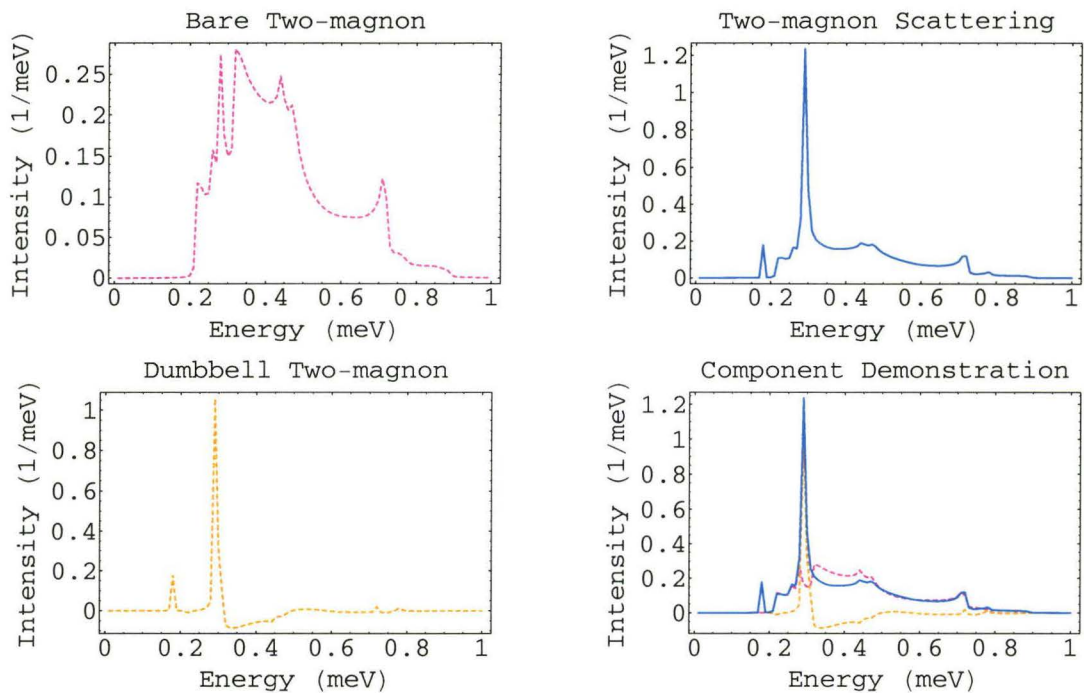 Bare Two-magnon
Intensity (1/meV)
0.25
0.2
0.15
0.1
0.05
0
0 0.2 0.4 0.6 0.8 1
Energy (meV)
Two-magnon Scattering
Intensity (1/meV)
1.2
1
0.8
0.6
0.4
0.2
0
0 0.2 0.4 0.6 0.8 1
Energy (meV)
Dumbbell Two-magnon
Intensity (1/meV)
1
0.8
0.6
0.4
0.2
0
0 0.2 0.4 0.6 0.8 1
Energy (meV)
Component Demonstration
Intensity (1/meV)
1.2
1
0.8
0.6
0.4
0.2
0
0 0.2 0.4 0.6 0.8 1
Energy (meV)